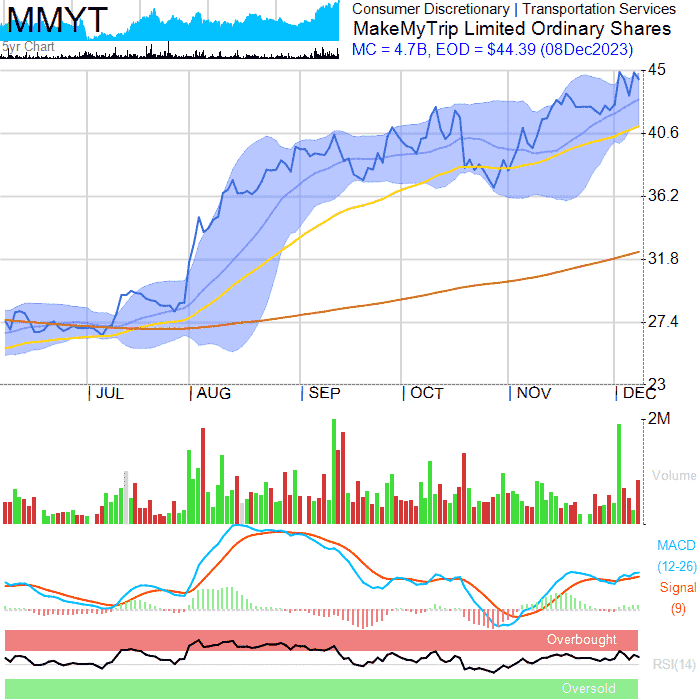 MMYT
5yr Chart
Consumer Discretionary | Transportation Services
MakeMyTrip Limited Ordinary Shares
MC = 4.7B, EOD = $44.39 (08Dec2023)
45
40.6
36.2
31.8
27.4
23
JUL
AUG
SEP
OCT
NOV
DEC
2M
Volume
MACD
(12-26)
Signal
(9)
Overbought
RSI(14)
Oversold